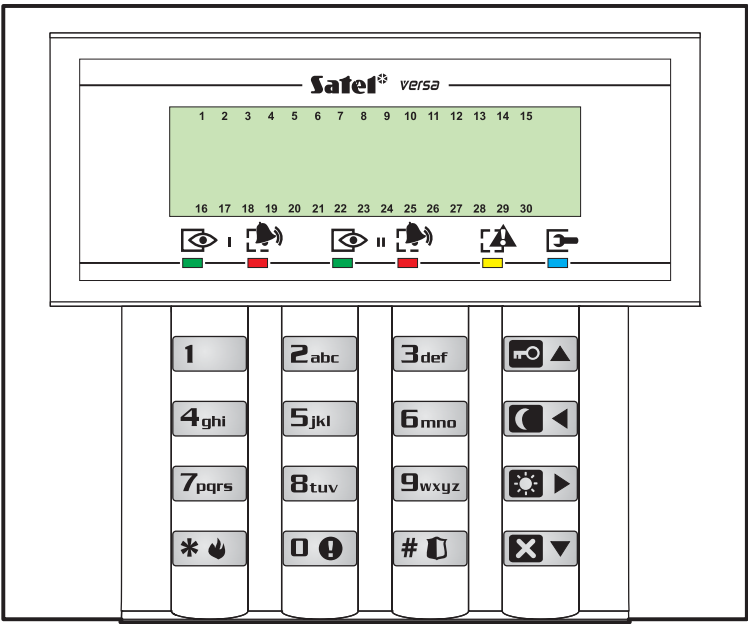 Satel* versa
1 2 3 4 5 6 7 8 9 10 11 12 13 14 15
16 17 18 19 20 21 22 23 24 25 26 27 28 29 30
I II
1 2abc 3def
4ghi 5jkl 6mno
7pqrs 8tuv 9wxyz
* 0 #